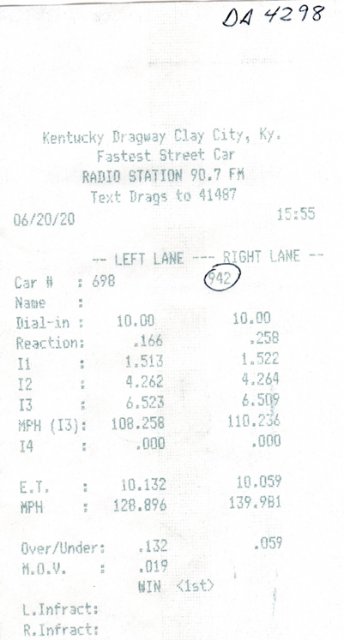 DA 4298
Kentucky Dragway Clay City, Ky.
Fastest Street Car
RADIO STATION 90.7 FM
Text Drags to 41487
06/20/20 15:55
-- LEFT LANE --- RIGHT LANE --
Car # : 698 942
Name :
Dial-in : 10.00 10.00
Reaction: .166 .258
I1 : 1.513 1.522
I2 : 4.262 4.264
I3 : 6.523 6.509
MPH (I3): 108.258 110.236
I4 : .000 .000
E.T. : 10.132 10.059
MPH : 128.896 139.981
Over/Under: .132 .059
M.O.V. : .019
WIN <1st>
L.Infract:
R.Infract: